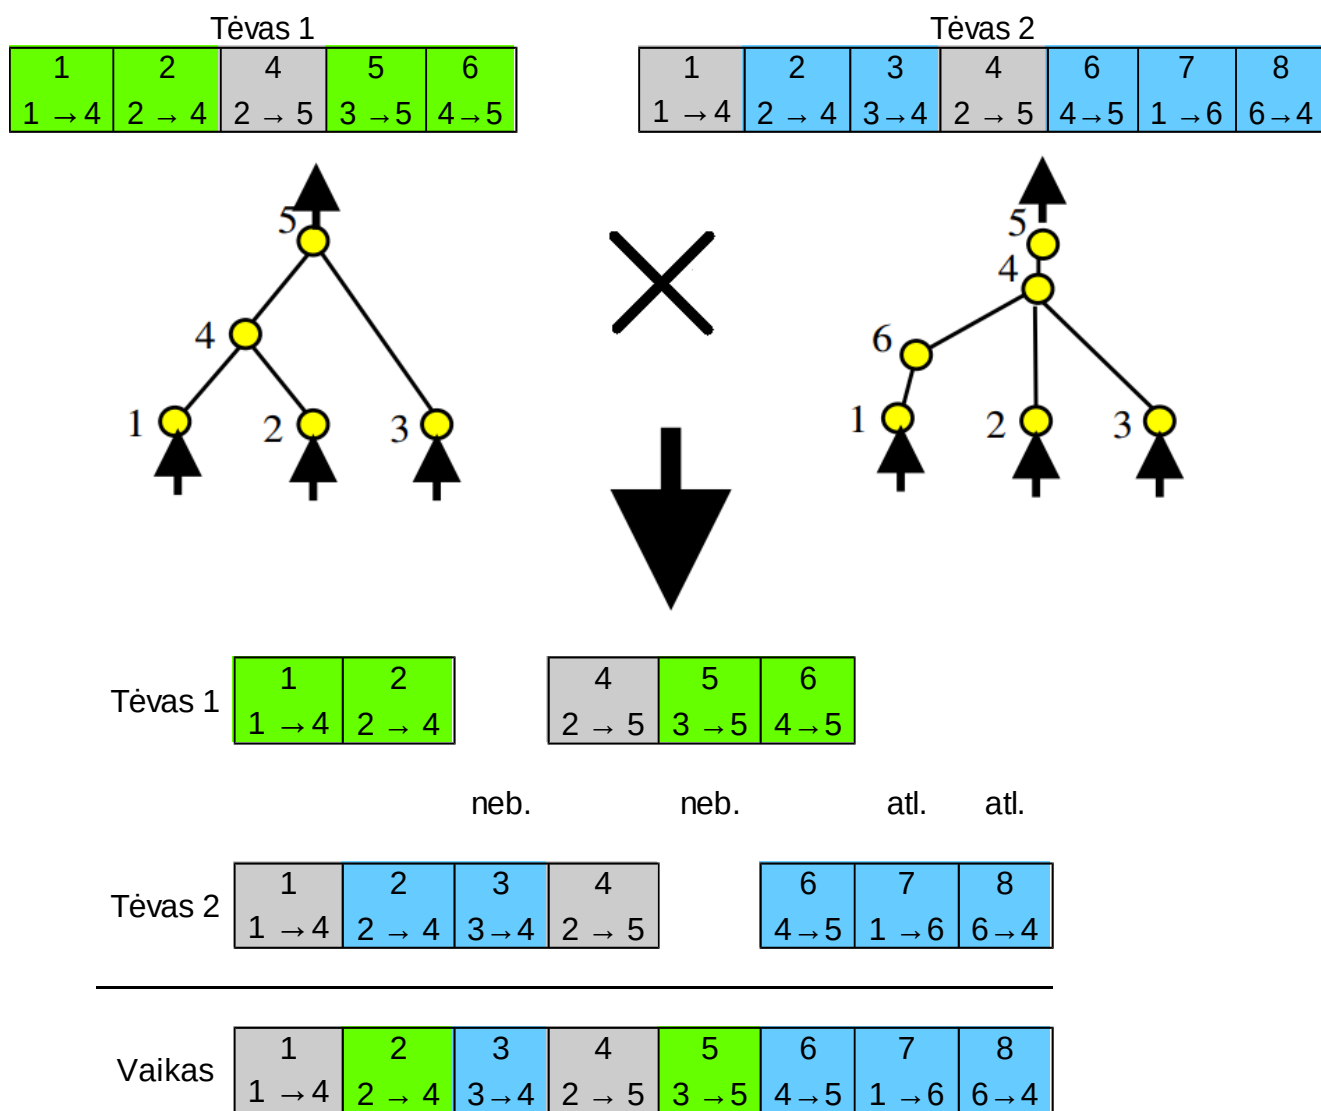 Tėvas 1 Tėvas 2
1 2 4 5 6 1 2 3 4 6 7 8
1 → 4 2 → 4 2 → 5 3 → 5 4→5 1 → 4 2 → 4 3→4 2 → 5 4→5 1 →6 6→4
5 5
4
4 6
1 2 3 1 2 3
1 2 4 5 6
Tėvas 1
1 → 4 2 → 4 2 → 5 3 →5 4→5
neb. neb. atl. atl.
1 2 3 4 6 7 8
Tėvas 2
1 → 4 2 → 4 3→4 2 → 5 4→5 1 →6 6→4
1 2 3 4 5 6 7 8
Vaikas
1 → 4 2 → 4 3→4 2 → 5 3 →5 4→5 1 →6 6→4